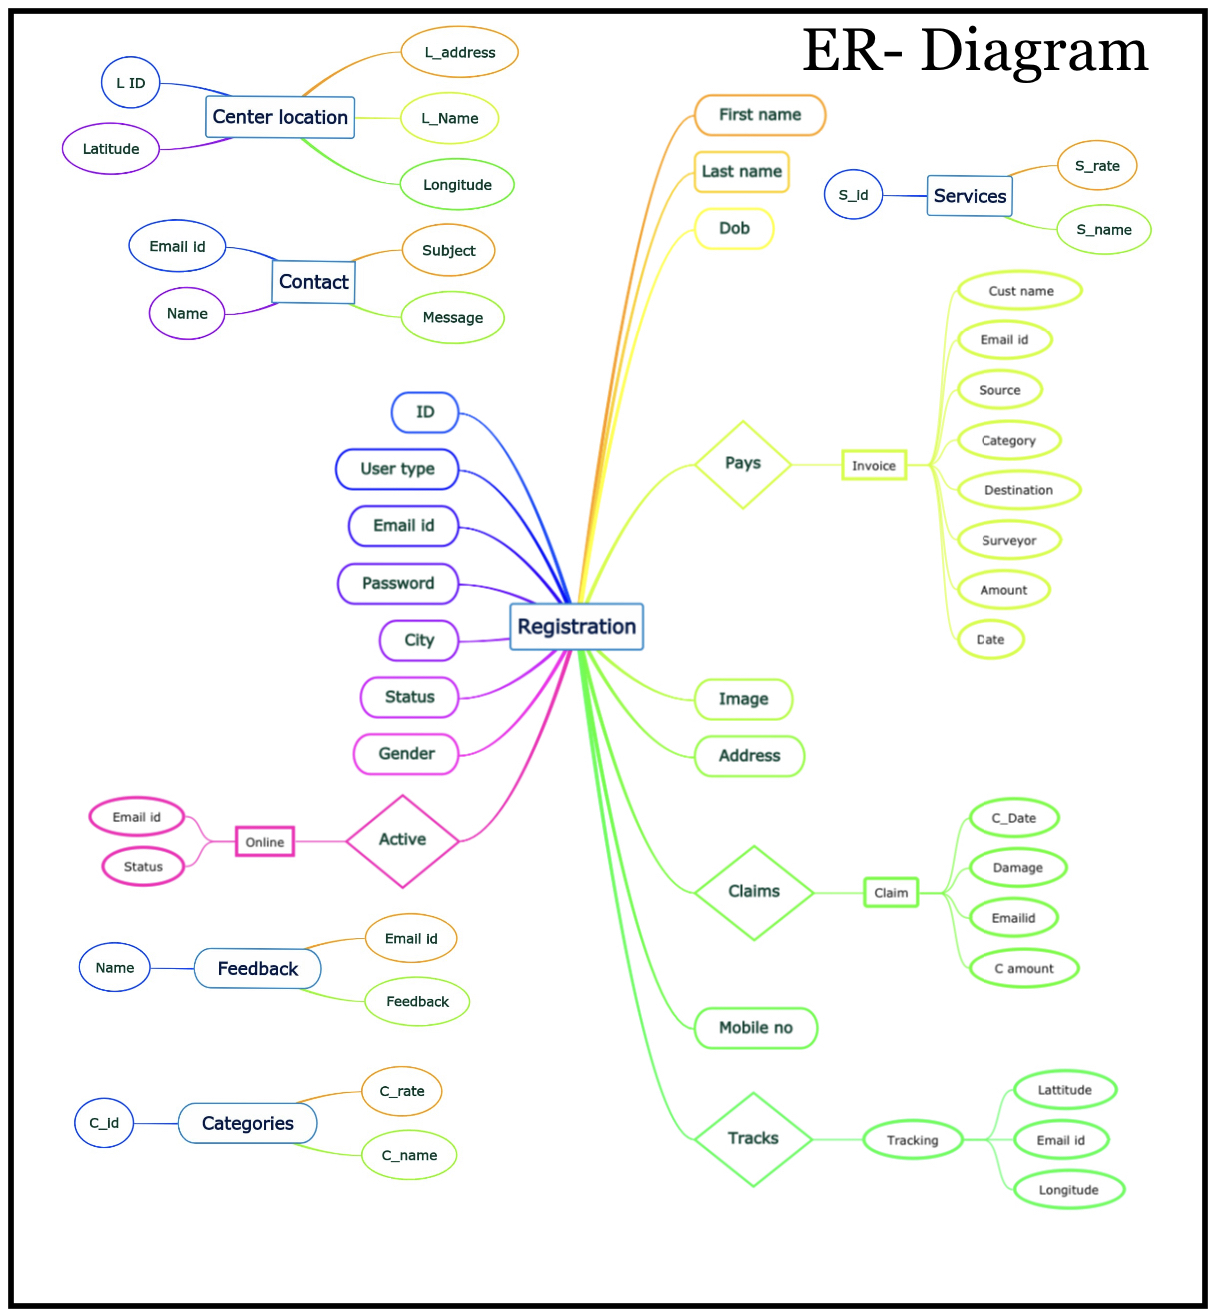 ER- Diagram
L ID
Latitude
Center location
L_address
L_Name
Longitude
Email id
Name
Contact
Subject
Message
First name
Last name
Dob
S_id
Services
S_rate
S_name
Pays
Invoice
Cust name
Email id
Source
Category
Destination
Surveyor
Amount
Date
ID
User type
Email id
Password
City
Status
Gender
Registration
Image
Address
Email id
Status
Online
Active
Claims
Claim
C_Date
Damage
Emailid
C amount
Name
Feedback
Email id
Feedback
Mobile no
C_id
Categories
C_rate
C_name
Tracks
Tracking
Lattitude
Email id
Longitude